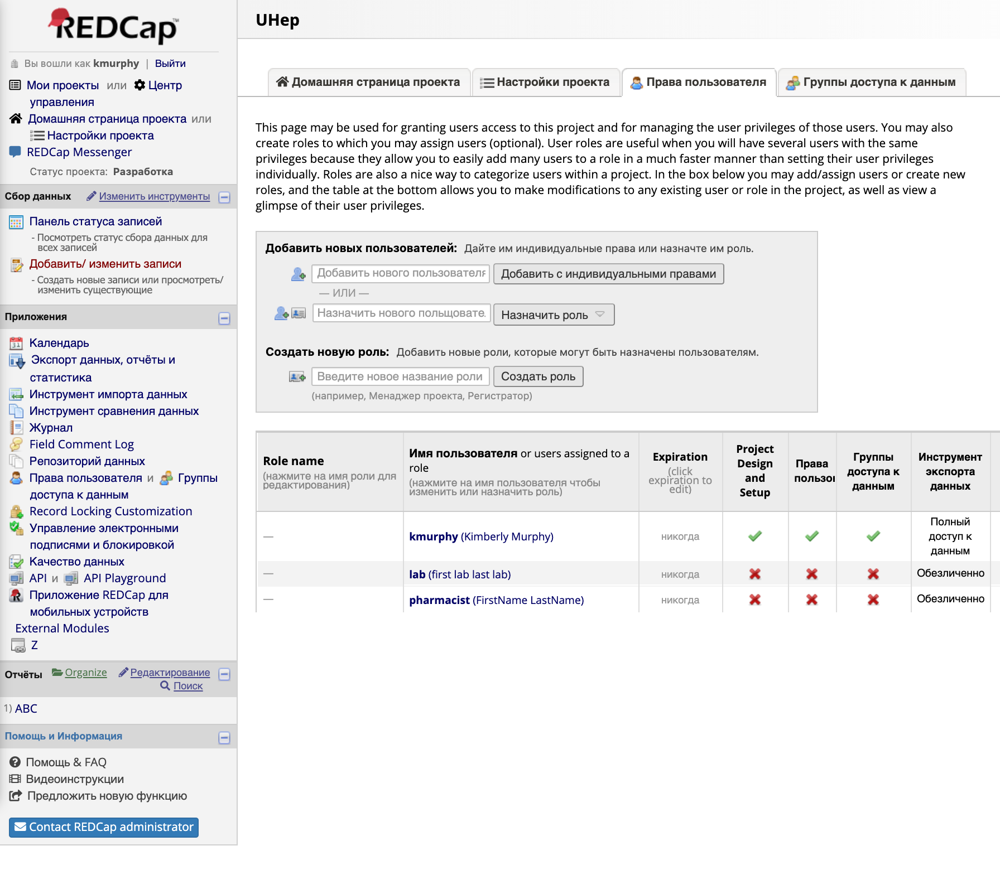 REDCap™
Вы вошли как kmurphy | Выйти
Мои проекты или Центр
управления
Домашняя страница проекта или
Настройки проекта
REDCap Messenger
Статус проекта: Разработка
Сбор данных Изменить инструменты
Панель статуса записей
- Посмотреть статус сбора данных для
всех записей
Добавить/ изменить записи
- Создать новые записи или просмотреть/
изменить существующие
Приложения
Календарь
Экспорт данных, отчёты и
статистика
Инструмент импорта данных
Инструмент сравнения данных
Журнал
Field Comment Log
Репозиторий данных
Права пользователя и Группы
доступа к данным
Record Locking Customization
Управление электронными
подписями и блокировкой
Качество данных
API и API Playground
Приложение REDCap для
мобильных устройств
External Modules
Z
Отчёты Organize Редактирование
Поиск
1) ABC
Помощь и Информация
Помощь & FAQ
Видеоинструкции
Предложить новую функцию
Contact REDCap administrator
UHep
Домашняя страница проекта
Настройки проекта
Права пользователя
Группы доступа к данным
This page may be used for granting users access to this project and for managing the user privileges of those users. You may also
create roles to which you may assign users (optional). User roles are useful when you will have several users with the same
privileges because they allow you to easily add many users to a role in a much faster manner than setting their user privileges
individually. Roles are also a nice way to categorize users within a project. In the box below you may add/assign users or create new
roles, and the table at the bottom allows you to make modifications to any existing user or role in the project, as well as view a
glimpse of their user privileges.
Добавить новых пользователей: Дайте им индивидуальные права или назначте им роль.
Добавить нового пользователя Добавить с индивидуальными правами
— ИЛИ —
Назначить нового польщовате. Назначить роль
Создать новую роль: Добавить новые роли, которые могут быть назначены пользователям.
Введите новое название роли Создать роль
(например, Менаджер проекта, Регистратор)
Role name
(нажмите на имя роли для
редактирования)
Имя пользователя or users assigned to a
role
(нажмите на имя пользователя чтобы
изменить или назначить роль)
Expiration
(click
expiration to
edit)
Project
Design
and
Setup
Права
пользо
Группы
доступа к
данным
Инструмент
экспорта
данных
— kmurphy (Kimberly Murphy) никогда
Полный
доступ к
данным
— lab (first lab last lab) никогда Обезличенно
— pharmacist (FirstName LastName) никогда Обезличенно